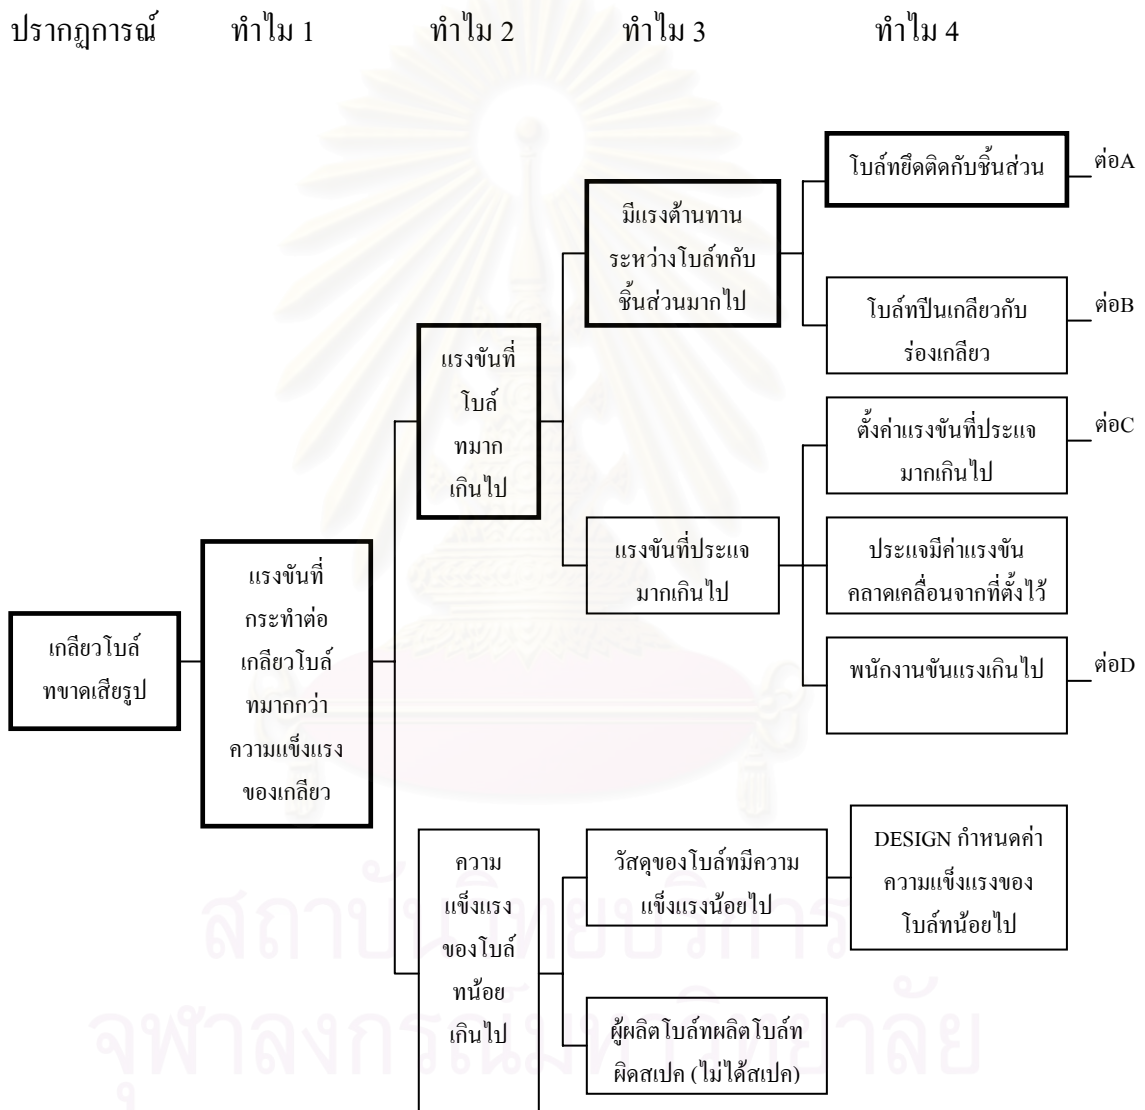 ปรากฏการณ์ ทำไม 1 ทำไม 2 ทำไม 3 ทำไม 4
เกลียวโบล์
ทขาดเสียรูป
แรงขันที่
กระทำต่อ
เกลียวโบล์
ทมากกว่า
ความแข็งแรง
ของเกลียว
แรงขันที่
โบล์
ทมาก
เกินไป
ความ
แข็งแรง
ของโบล์
ทน้อย
เกินไป
มีแรงต้านทาน
ระหว่างโบล์ทกับ
ชิ้นส่วนมากไป
แรงขันที่ประแจ
มากเกินไป
วัสดุของโบล์ทมีความ
แข็งแรงน้อยไป
ผู้ผลิตโบล์ทผลิตโบล์ท
ผิดสเปค (ไม่ได้สเปค)
โบล์ทยึดติดกับชิ้นส่วน
ต่อA
โบล์ทปีนเกลียวกับ
ร่องเกลียว
ต่อB
ตั้งค่าแรงขันที่ประแจ
มากเกินไป
ต่อC
ประแจมีค่าแรงขัน
คลาดเคลื่อนจากที่ตั้งไว้
พนักงานขันแรงเกินไป
ต่อD
DESIGN กำหนดค่า
ความแข็งแรงของ
โบล์ทน้อยไป
สถาบันวิทยบริการ
จุฬาลงกรณ์มหาวิทยาลัย